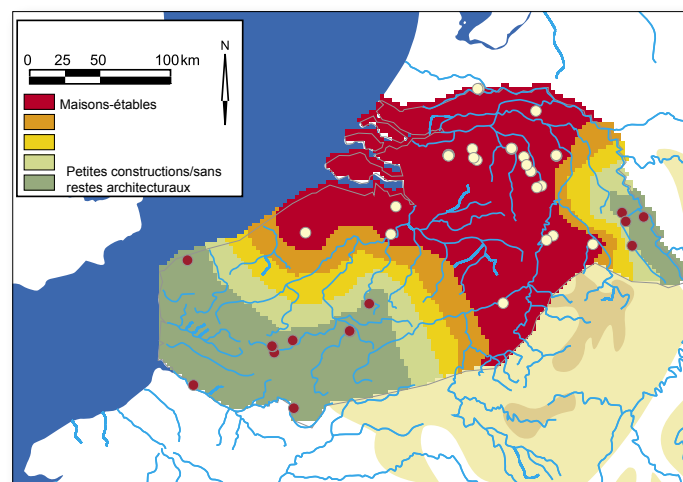 0 25 50 100 km
N
Maisons-étables
Petites constructions/sans
restes architecturaux